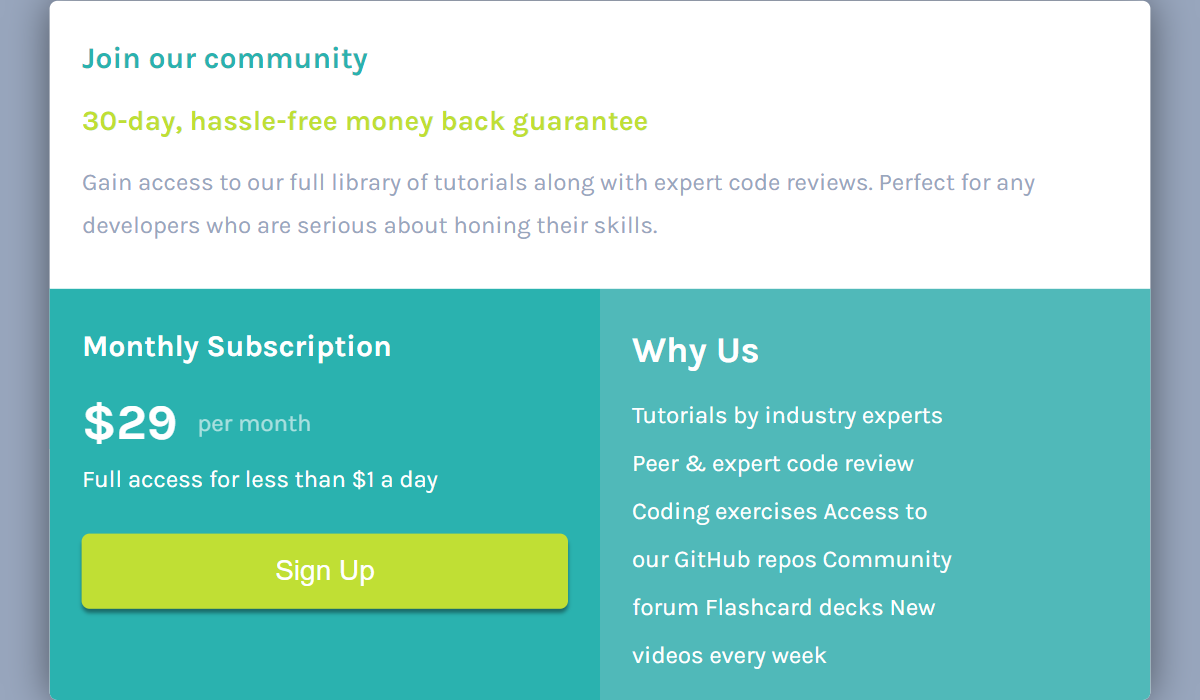 Join our community
30-day, hassle-free money back guarantee
Gain access to our full library of tutorials along with expert code reviews. Perfect for any
developers who are serious about honing their skills.
Monthly Subscription
$29 per month
Full access for less than $1 a day
Sign Up
Why Us
Tutorials by industry experts
Peer & expert code review
Coding exercises Access to
our GitHub repos Community
forum Flashcard decks New
videos every week